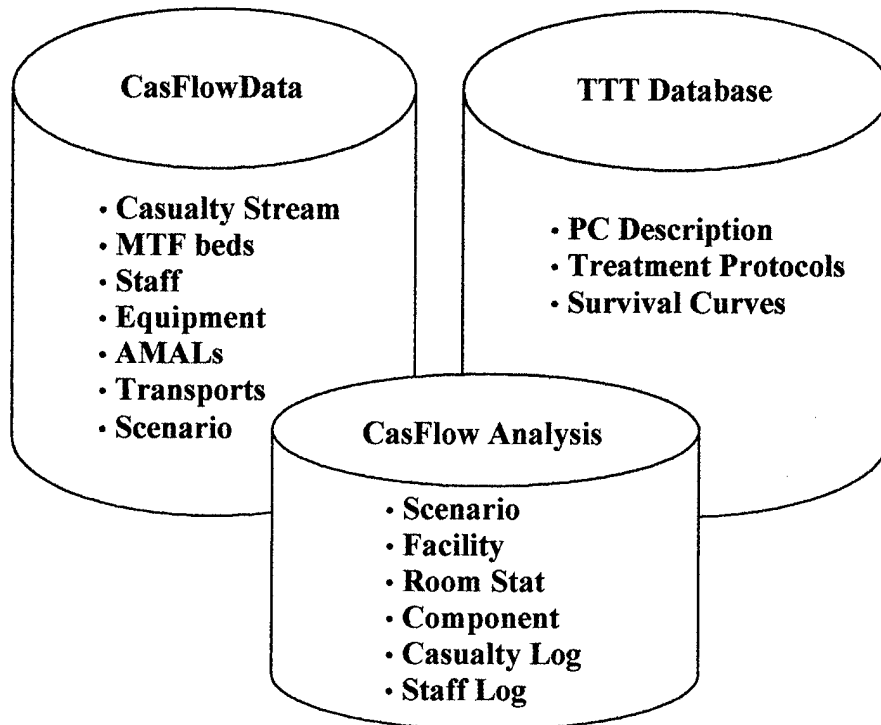 CasFlowData
· Casualty Stream
· MTF beds
· Staff
· Equipment
· AMALs
· Transports
· Scenario
TTT Database
· PC Description
· Treatment Protocols
· Survival Curves
CasFlow Analysis
· Scenario
· Facility
· Room Stat
· Component
· Casualty Log
· Staff Log